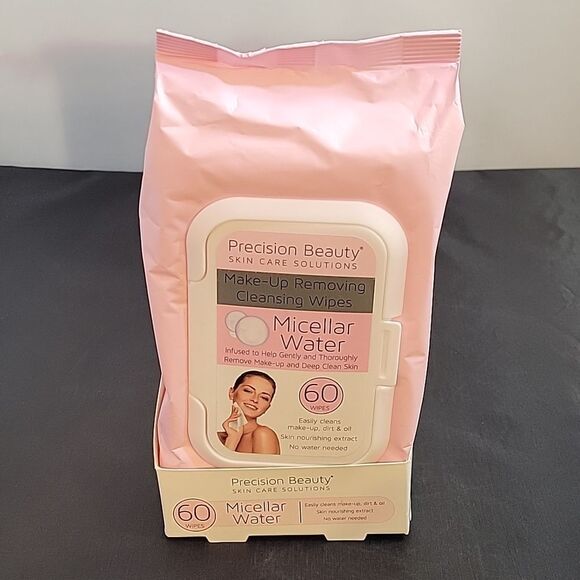 Precision Beauty®
SKIN CARE SOLUTIONS
Make-Up Removing
Cleansing Wipes
Micellar
Water
Infused to Help Gently and Thoroughly
Remove Make-up and Deep Clean Skin
60
WIPES
Easily cleans
make-up, dirt & oil
Skin nourishing extract
No water needed
Precision Beauty®
SKIN CARE SOLUTIONS
60
WIPES
Micellar
Water
Easily cleans make-up, dirt & oil
Skin nourishing extract
No water needed